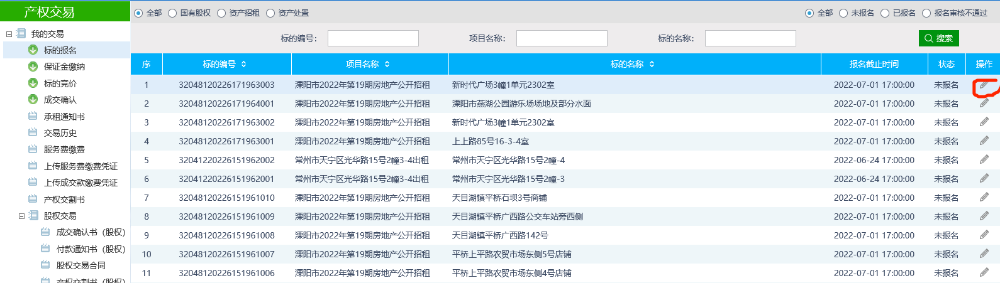 产权交易
全部 国有股权 资产招租 资产处置 全部 未报名 已报名 报名审核不通过
我的交易
标的报名
保证金缴纳
标的竞价
成交确认
承租通知书
交易历史
服务费缴费
上传服务费缴费凭证
上传成交款缴费凭证
产权交割书
股权交易
成交确认书（股权）
付款通知书（股权）
股权交易合同
产权交割书（股权）
标的编号： 项目名称： 标的名称： 搜索
序 标的编号 项目名称 标的名称 报名截止时间 状态 操作
1 32048120226171963003 溧阳市2022年第19期房地产公开招租 新时代广场3幢1单元2302室 2022-07-01 17:00:00 未报名
2 32048120226171964001 溧阳市2022年第19期房地产公开招租 溧阳市燕湖公园游乐场场地及部分水面 2022-07-01 17:00:00 未报名
3 32048120226171963002 溧阳市2022年第19期房地产公开招租 新时代广场3幢1单元2302室 2022-07-01 17:00:00 未报名
4 32048120226171963001 溧阳市2022年第19期房地产公开招租 上上路85号16-3-4室 2022-07-01 17:00:00 未报名
5 32041220226151962002 常州市天宁区光华路15号2幢3-4出租 常州市天宁区光华路15号2幢-4 2022-06-24 17:00:00 未报名
6 32041220226151962001 常州市天宁区光华路15号2幢3-4出租 常州市天宁区光华路15号2幢-3 2022-06-24 17:00:00 未报名
7 32048120226151961010 溧阳市2022年第19期房地产公开招租 天目湖镇平桥石坝3号商铺 2022-07-01 17:00:00 未报名
8 32048120226151961009 溧阳市2022年第19期房地产公开招租 天目湖镇平桥广西路公交车站旁西侧 2022-07-01 17:00:00 未报名
9 32048120226151961008 溧阳市2022年第19期房地产公开招租 天目湖镇平桥广西路142号 2022-07-01 17:00:00 未报名
10 32048120226151961007 溧阳市2022年第19期房地产公开招租 平桥上平路农贸市场东侧5号店铺 2022-07-01 17:00:00 未报名
11 32048120226151961006 溧阳市2022年第19期房地产公开招租 平桥上平路农贸市场东侧4号店铺 2022-07-01 17:00:00 未报名